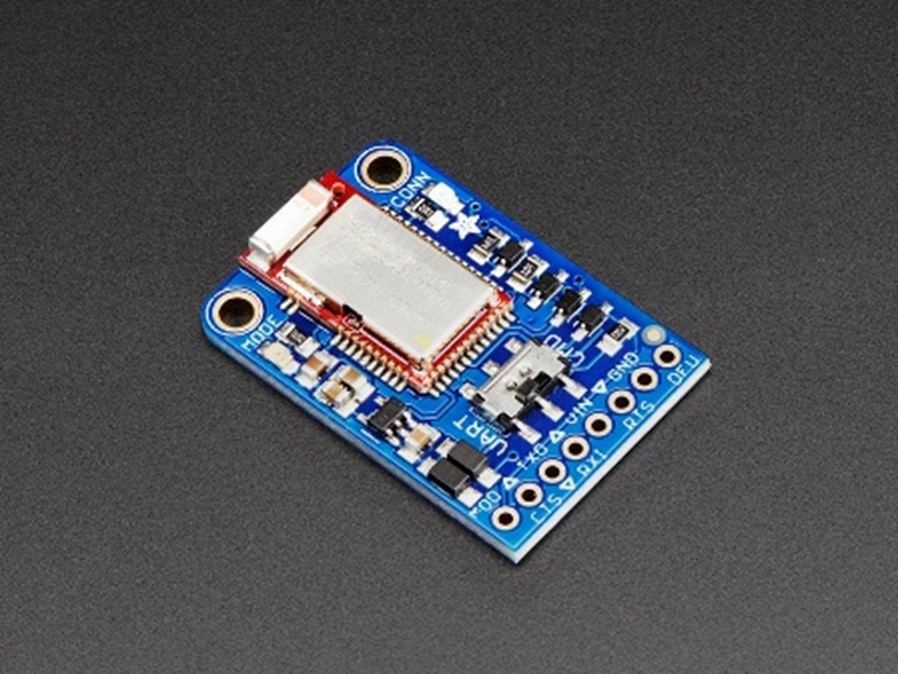 CONN
MODE
CMD
UART
MOD
CTS
TXO
RXI
VIN
RTS
GND
DFU